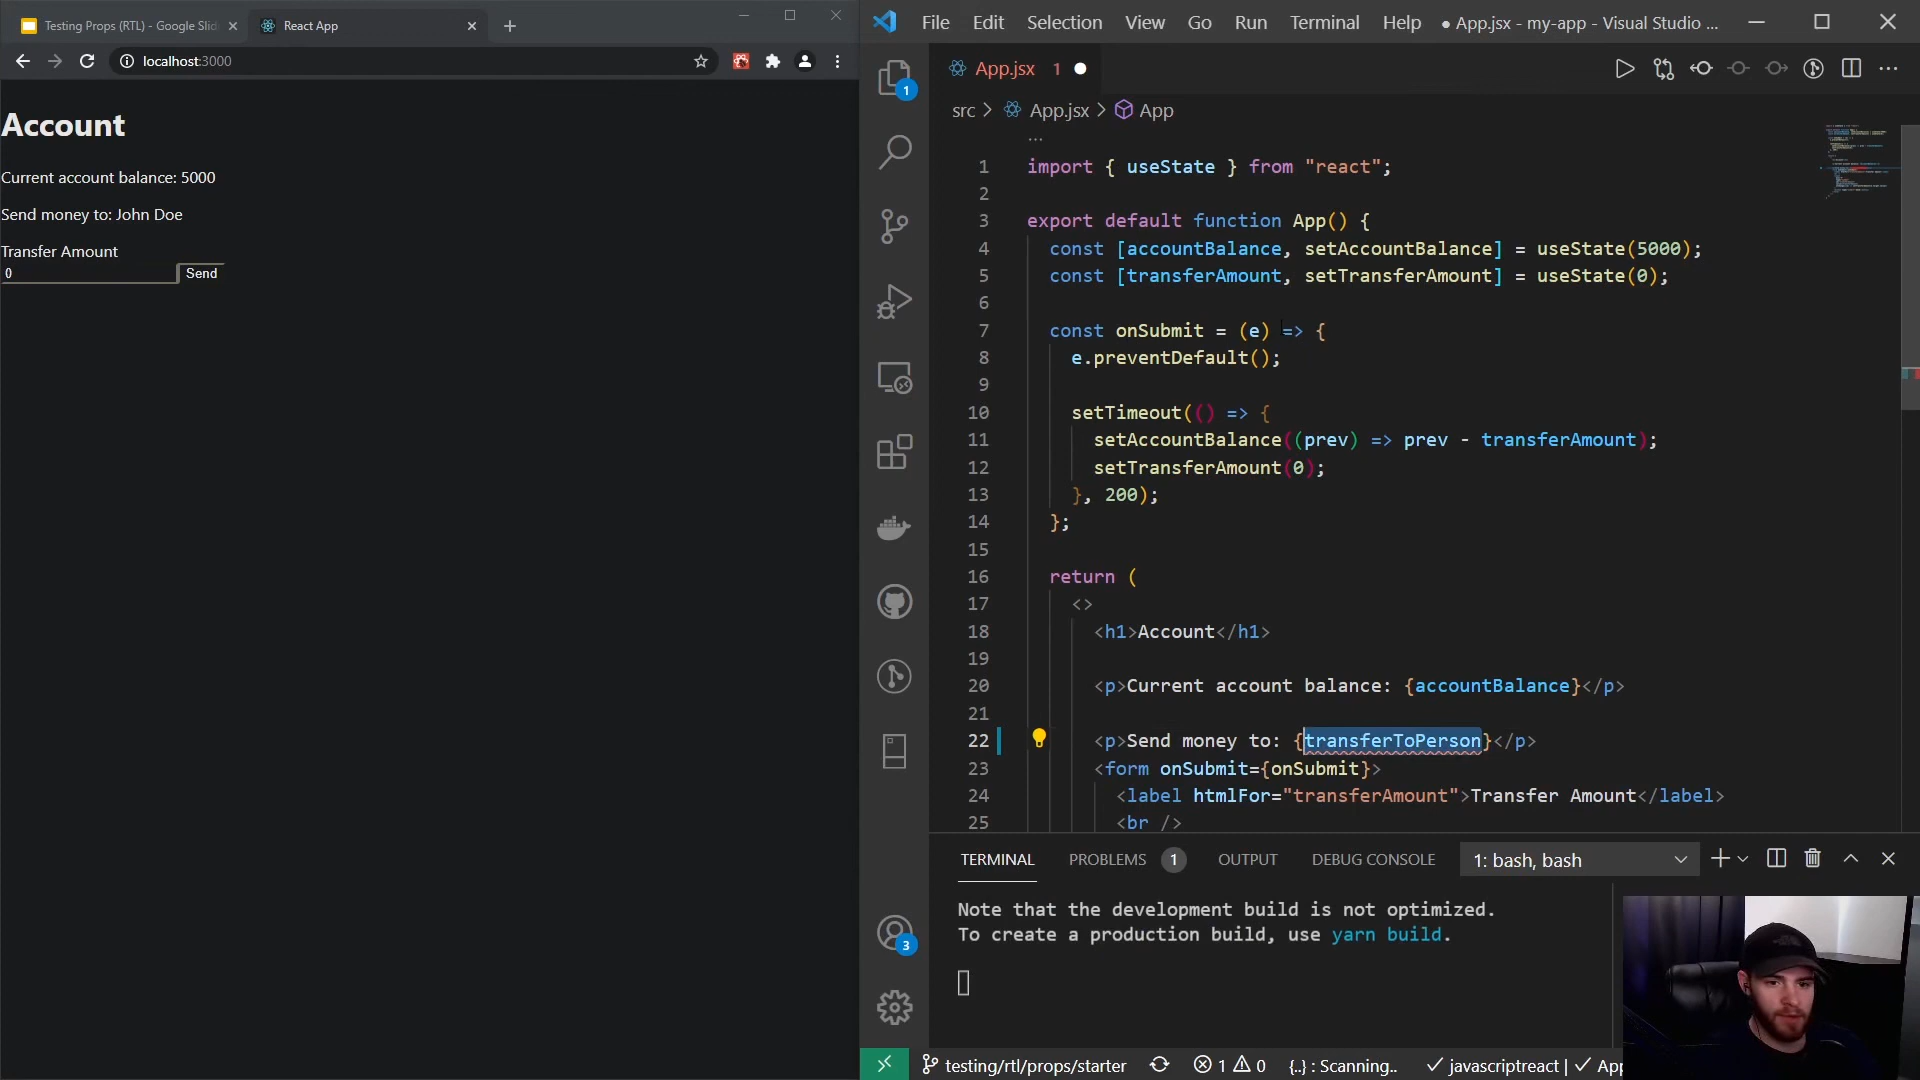 Testing Props (RTL) - Google Slid
React App
localhost:3000
Account
Current account balance: 5000
Send money to: John Doe
Transfer Amount
0
Send
File Edit Selection View Go Run Terminal Help
● App.jsx - my-app - Visual Studio ...
App.jsx 1
src > App.jsx > App
1 import { useState } from "react";
2
3 export default function App() {
4 const [accountBalance, setAccountBalance] = useState(5000);
5 const [transferAmount, setTransferAmount] = useState(0);
6
7 const onSubmit = (e) => {
8 e.preventDefault();
9
10 setTimeout(() => {
11 setAccountBalance((prev) => prev - transferAmount);
12 setTransferAmount(0);
13 }, 200);
14 };
15
16 return (
17 <>
18 <h1>Account</h1>
19
20 <p>Current account balance: {accountBalance}</p>
21
22 <p>Send money to: {transferToPerson}</p>
23 <form onSubmit={onSubmit}>
24 <label htmlFor="transferAmount">Transfer Amount</label>
25 <br />
1
3
TERMINAL PROBLEMS 1 OUTPUT DEBUG CONSOLE 1: bash, bash
Note that the development build is not optimized.
To create a production build, use yarn build.
testing/rtl/props/starter 1 0 {..} : Scanning.. ✓ javascriptreact | ✓ App